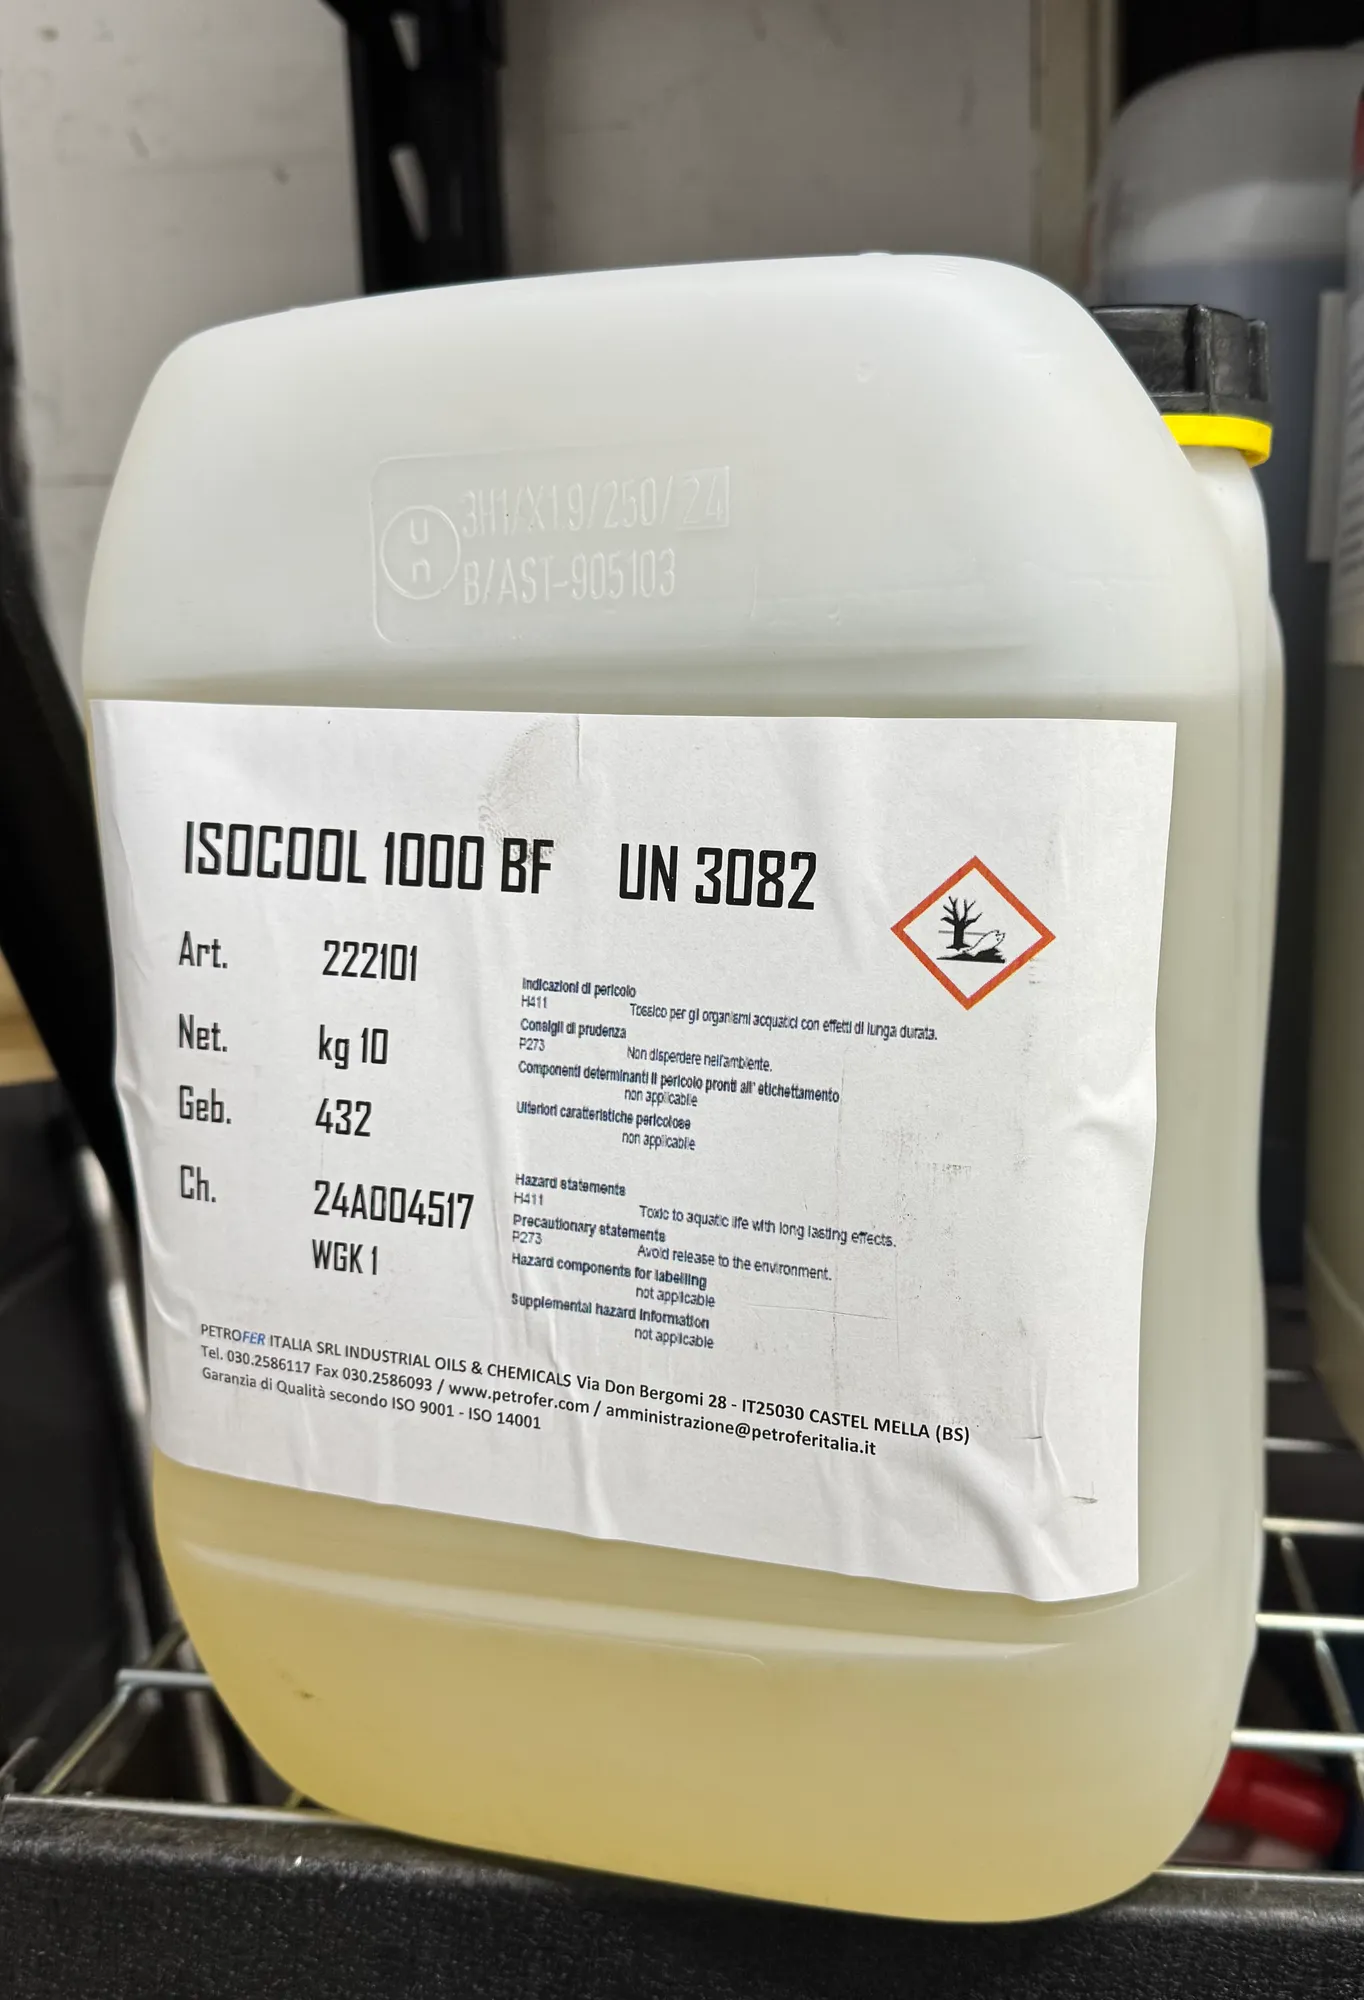 un
3H1/X1.9/250/24
B/AST-905103
ISOCOOL 1000 BF UN 3082
Art. 222101
Net. kg 10
Geb. 432
Ch. 24A004517
WGK 1
Indicazioni di pericolo
H411 Tossico per gli organismi acquatici con effetti di lunga durata.
Consigli di prudenza
P273 Non disperdere nell'ambiente.
Componenti determinanti il pericolo pronti all' etichettamento
non applicabile
Ulteriori caratteristiche pericolose
non applicabile
Hazard statements
H411 Toxic to aquatic life with long lasting effects.
Precautionary statements
P273 Avoid release to the environment.
Hazard components for labelling
not applicable
Supplemental hazard information
not applicable
PETROFER ITALIA SRL INDUSTRIAL OILS & CHEMICALS Via Don Bergomi 28 - IT25030 CASTEL MELLA (BS)
Tel. 030.2586117 Fax 030.2586093 / www.petrofer.com / amministrazione@petroferitalia.it
Garanzia di Qualità secondo ISO 9001 - ISO 14001